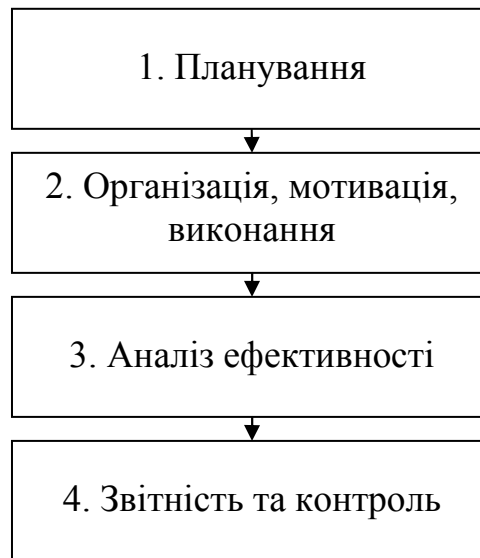 1. Планування
2. Організація, мотивація,
виконання
3. Аналіз ефективності
4. Звітність та контроль